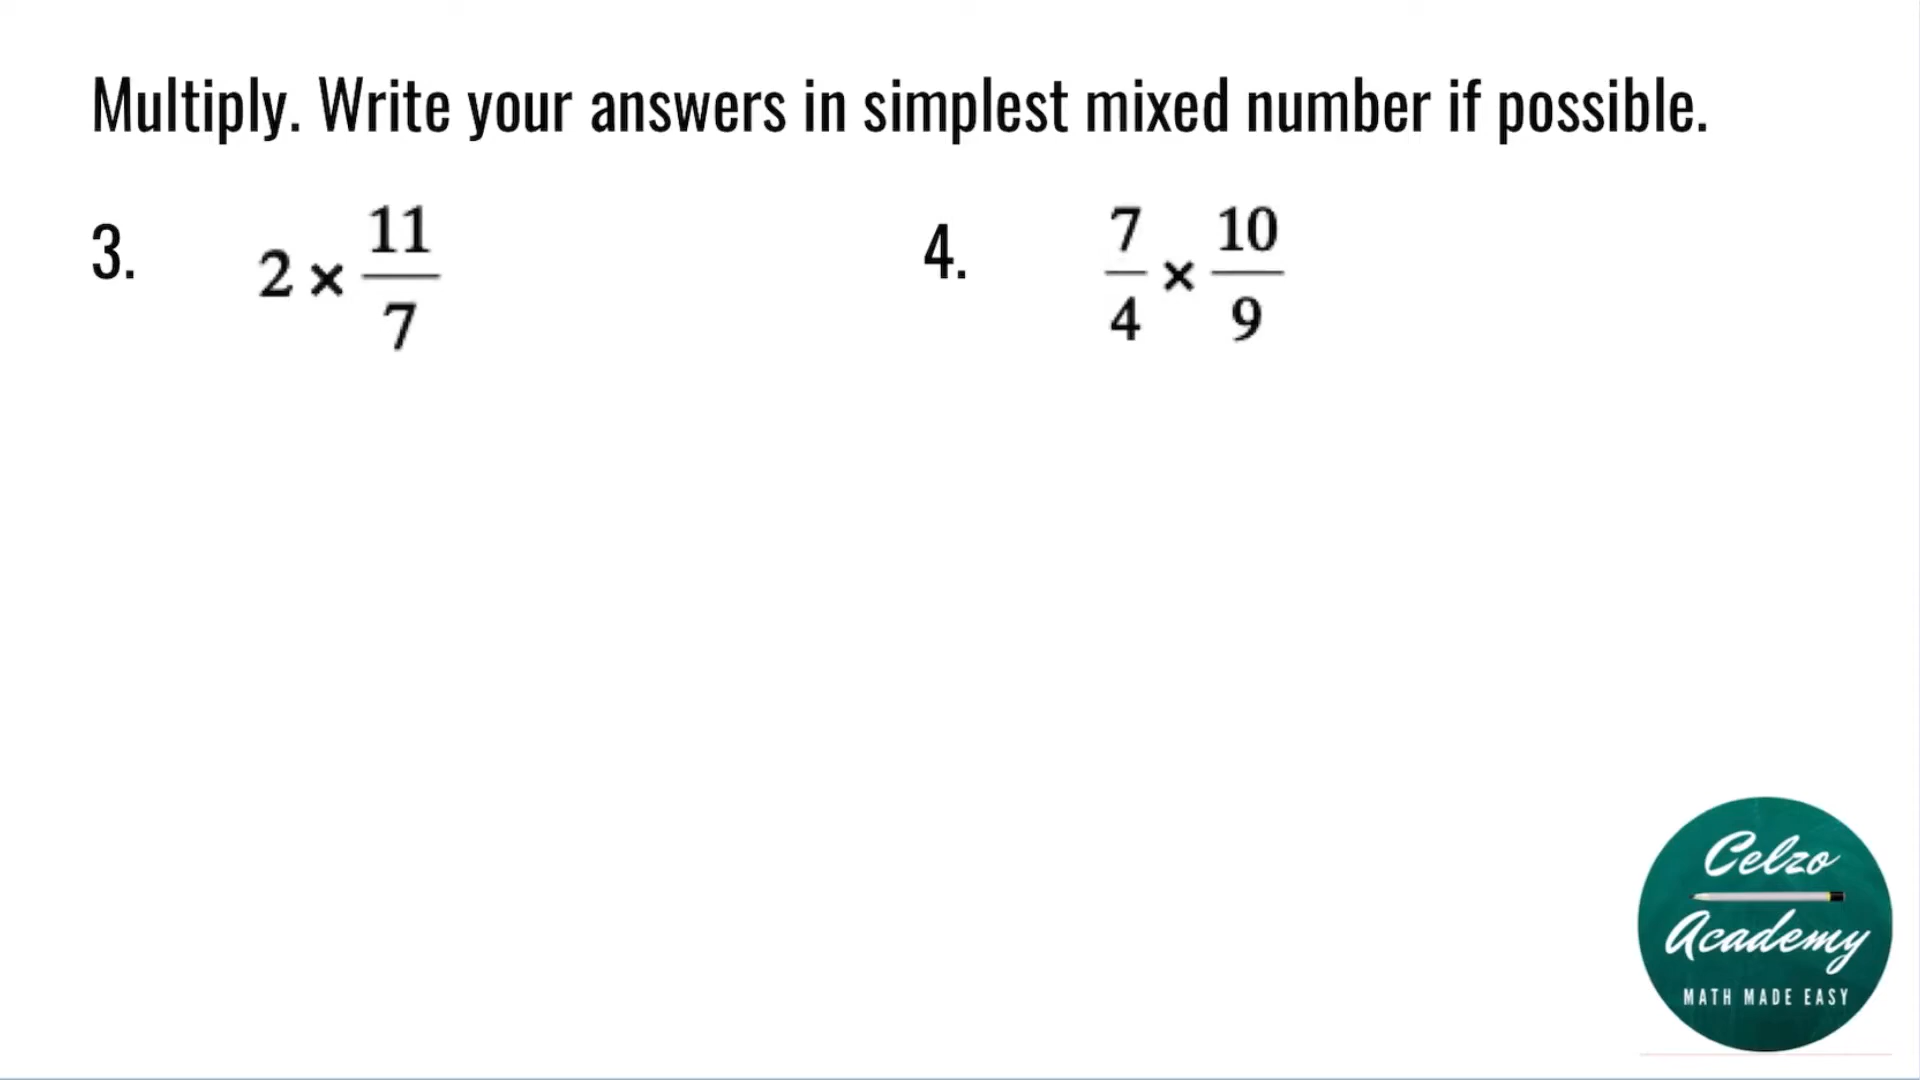 Multiply. Write your answers in simplest mixed number if possible.
3. 2 × 11/7
4. 7/4 × 10/9
Celzo
Academy
MATH MADE EASY